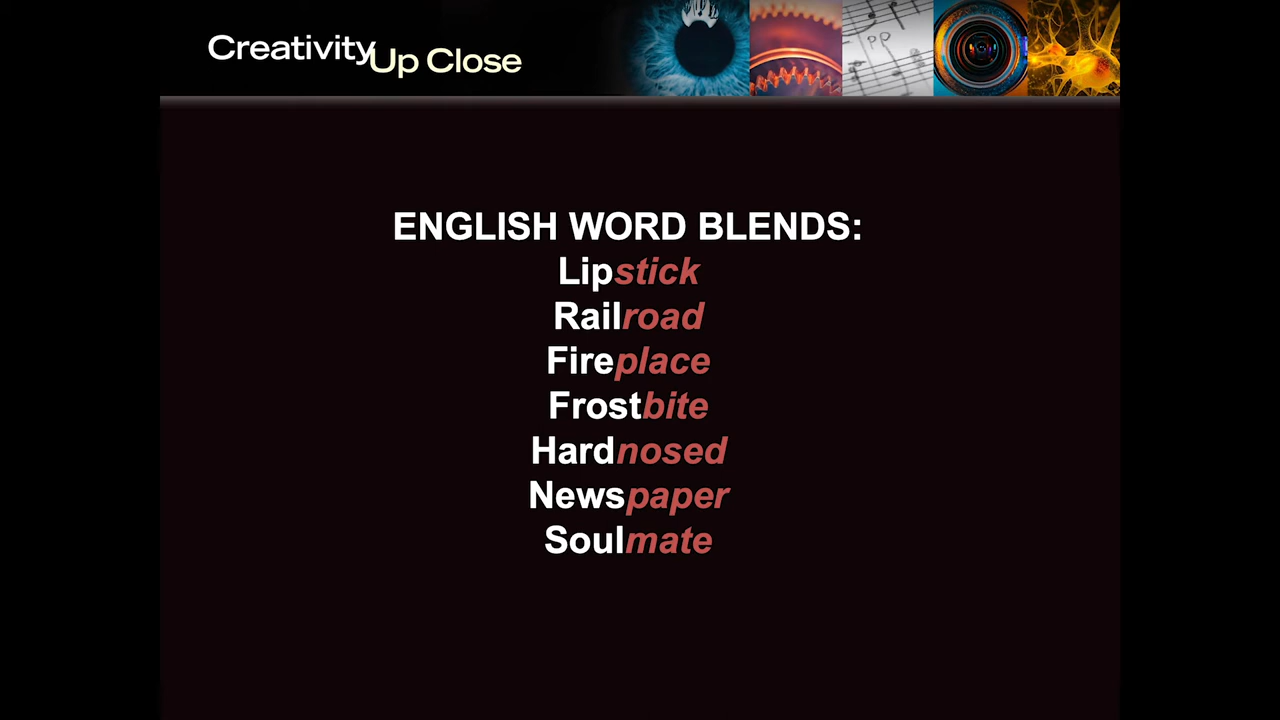 Creativity Up Close
ENGLISH WORD BLENDS:
Lipstick
Railroad
Fireplace
Frostbite
Hardnosed
Newspaper
Soulmate